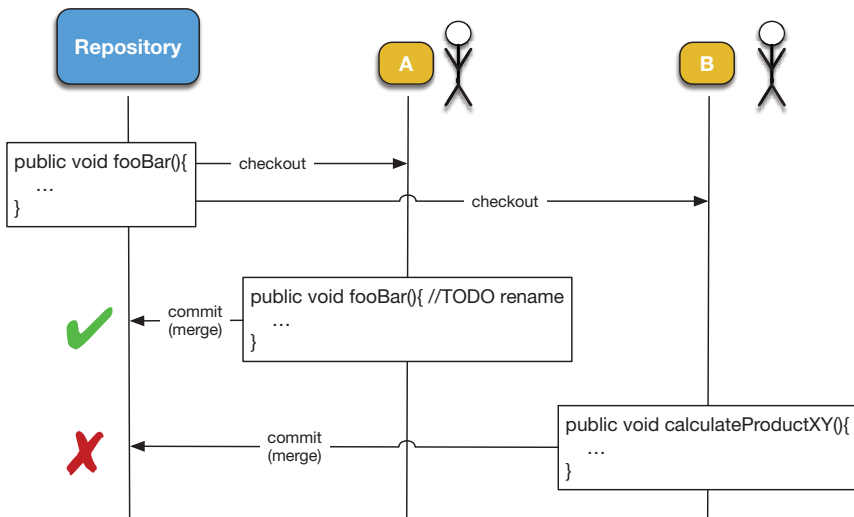 Repository
A
B
public void fooBar(){
...
}
checkout
checkout
public void fooBar(){ //TODO rename
...
}
commit
(merge)
public void calculateProductXY(){
...
}
commit
(merge)